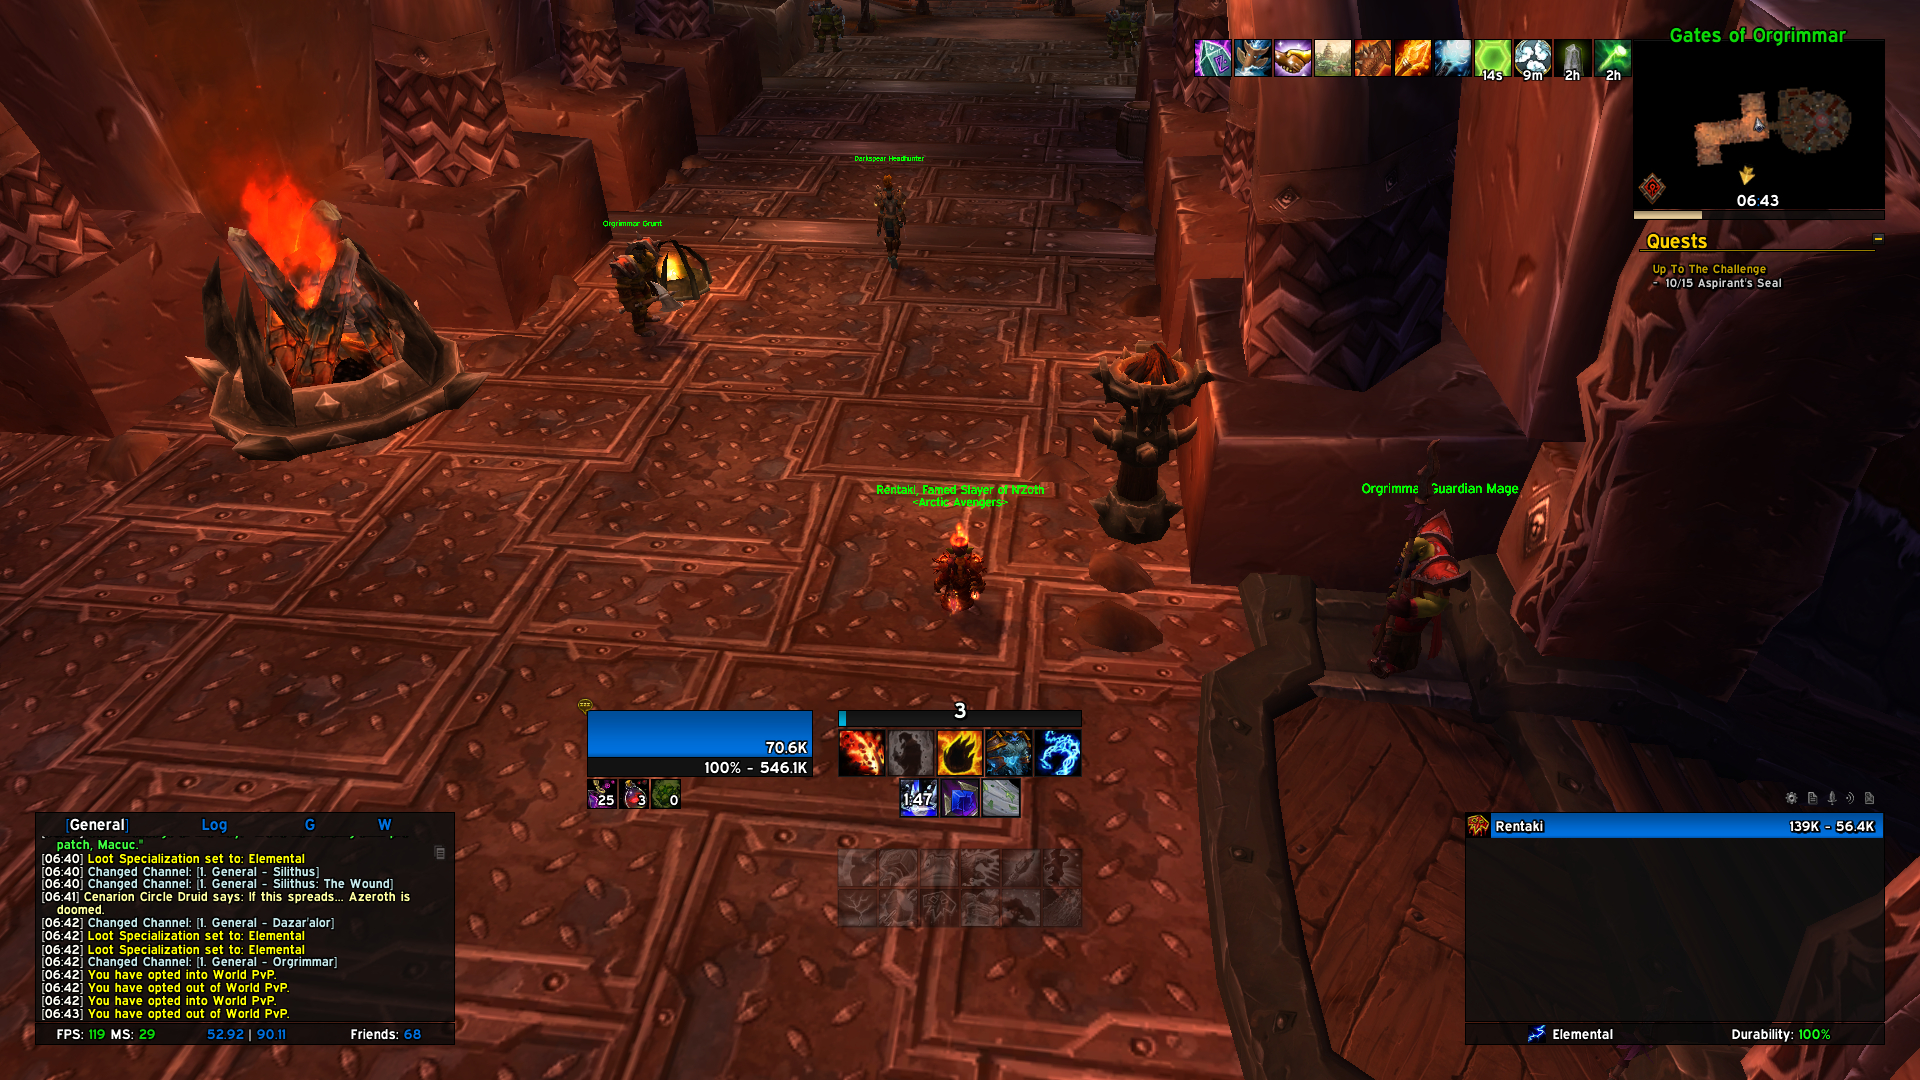 Gates of Orgrimmar
14s
9m
2h
2h
06:43
Quests
Up To The Challenge
- 10/15 Aspirant's Seal
Darkspear Headhunter
Orgrimmar Grunt
Rentaki, Famed Slayer of N'Zoth
<Arctic Avengers>
Orgrimma Guardian Mage
70.6K
100% - 546.1K
25
3
0
3
1:47
[General]
Log
G
W
patch, Macuc."
[06:40] Loot Specialization set to: Elemental
[06:40] Changed Channel: [1. General - Silithus]
[06:40] Changed Channel: [1. General - Silithus: The Wound]
[06:41] Cenarion Circle Druid says: If this spreads... Azeroth is
doomed.
[06:42] Changed Channel: [1. General - Dazar'alor]
[06:42] Loot Specialization set to: Elemental
[06:42] Loot Specialization set to: Elemental
[06:42] Changed Channel: [1. General - Orgrimmar]
[06:42] You have opted into World PvP.
[06:42] You have opted out of World PvP.
[06:42] You have opted into World PvP.
[06:43] You have opted out of World PvP.
FPS: 119 MS: 29
52.92 | 90.11
Friends: 68
Rentaki
139K - 56.4K
Elemental
Durability: 100%